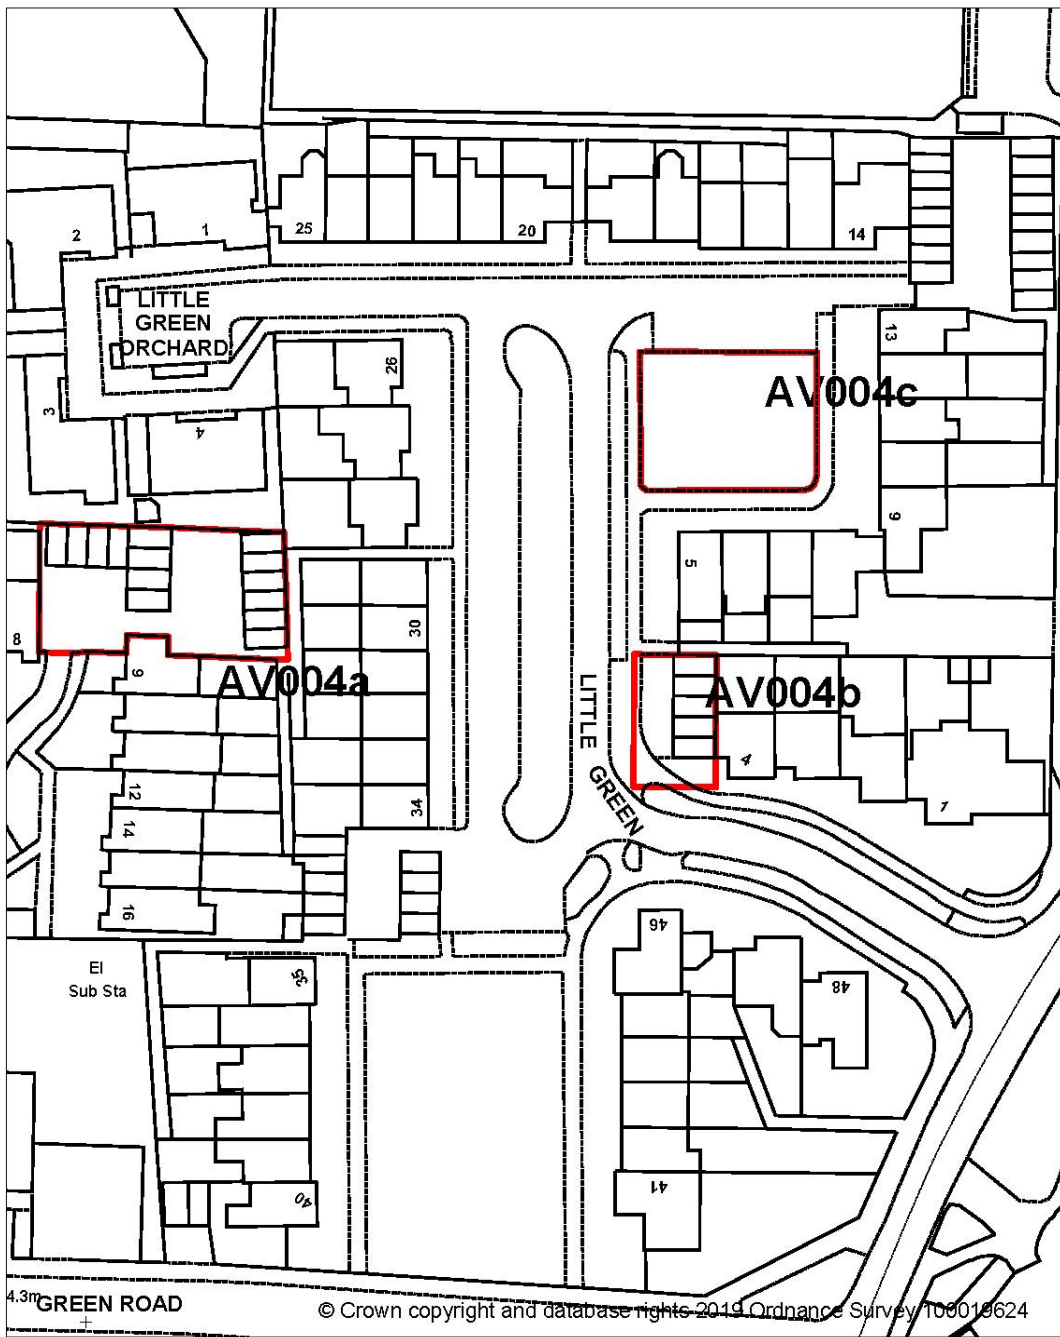 2
1
25
20
14
LITTLE
GREEN
ORCHARD
13
26
AV004c
3
4
9
5
30
8
9
AV004a
LITTLE GREEN
AV004b
4
1
12
34
14
16
46
El
Sub Sta
35
48
41
40
4.3m
GREEN ROAD
© Crown copyright and database rights 2019 Ordnance Survey 100019624